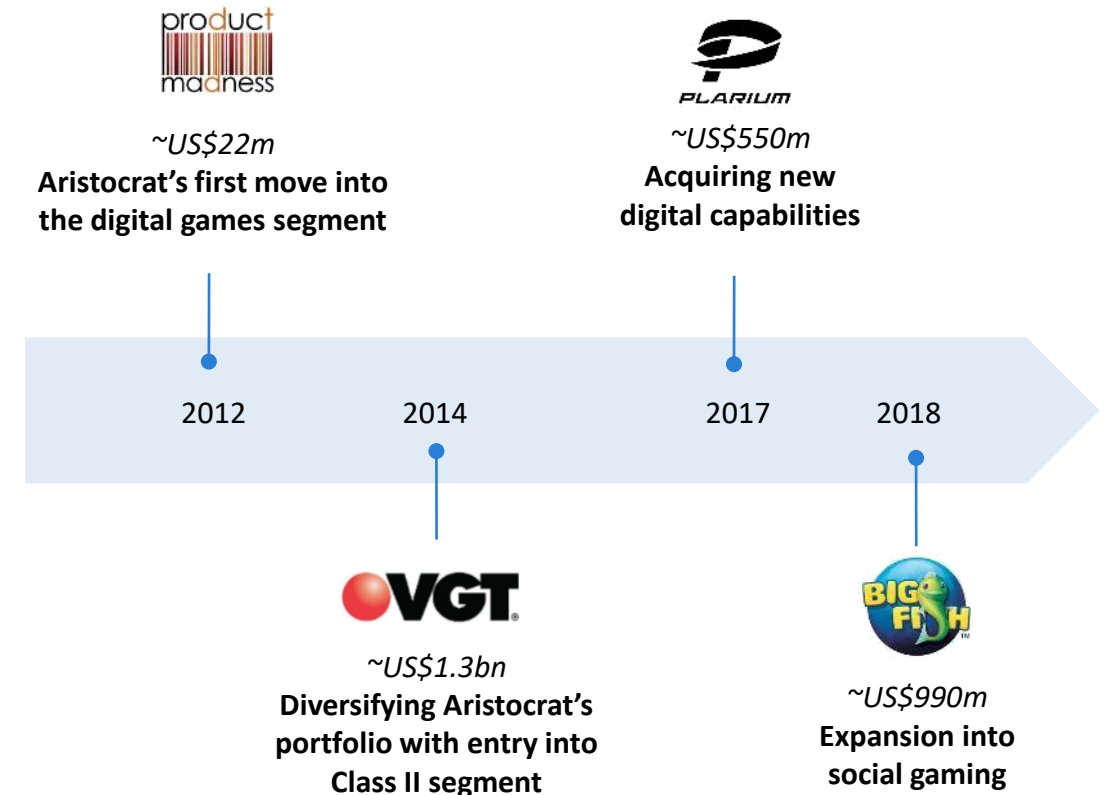 product
madness
~US$22m
Aristocrat’s first move into
the digital games segment
PLARIUM
~US$550m
Acquiring new
digital capabilities
2012
2014
2017
2018
VGT®
~US$1.3bn
Diversifying Aristocrat’s
portfolio with entry into
Class II segment
BIG
FISH™
~US$990m
Expansion into
social gaming